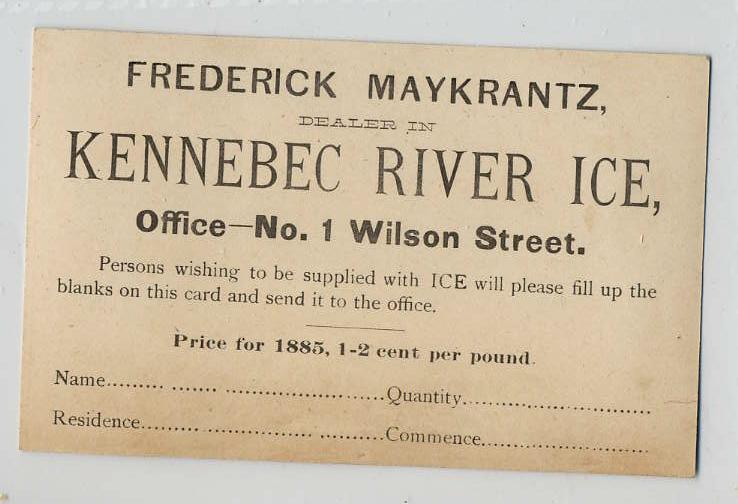 FREDERICK MAYKRANTZ,
DEALER IN
KENNEBEC RIVER ICE,
Office—No. 1 Wilson Street.
Persons wishing to be supplied with ICE will please fill up the
blanks on this card and send it to the office.
Price for 1885, 1-2 cent per pound.
Name......... ....... ........................Quantity...............................
Residence........................... ..........Commence............................